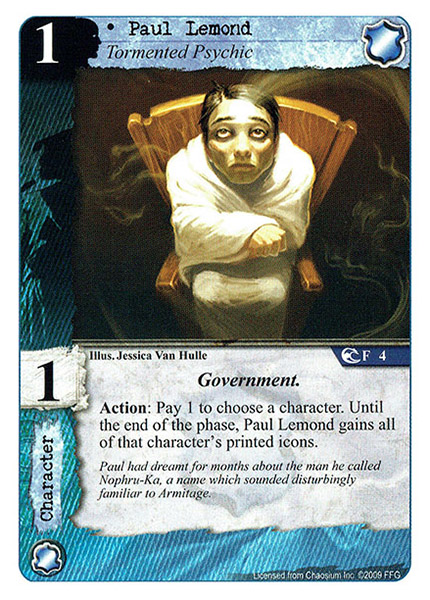 1
• Paul Lemond
Tormented Psychic
Illus. Jessica Van Hulle
F 4
1
Government.
Action: Pay 1 to choose a character. Until
the end of the phase, Paul Lemond gains all
of that character's printed icons.
Paul had dreamt for months about the man he called
Nophru-Ka, a name which sounded disturbingly
familiar to Armitage.
Character
Licensed from Chaosium Inc. ©2009 FFG